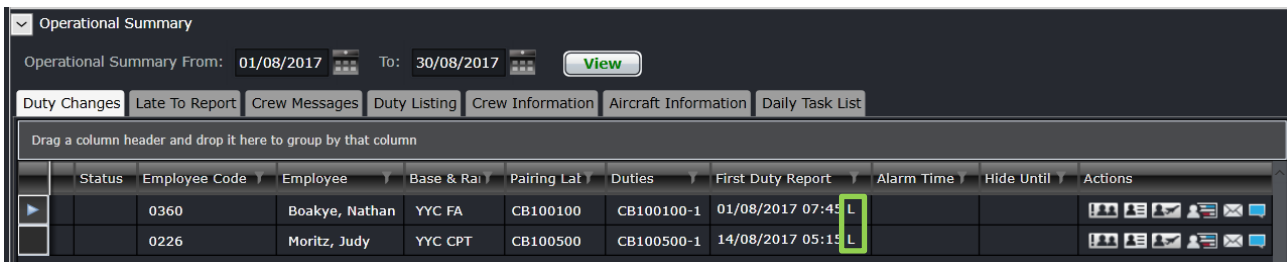 Operational Summary
Operational Summary From: 01/08/2017 To: 30/08/2017 View
Duty Changes Late To Report Crew Messages Duty Listing Crew Information Aircraft Information Daily Task List
Drag a column header and drop it here to group by that column
Status Employee Code Employee Base & Rar Pairing Lab Duties First Duty Report Alarm Time Hide Until Actions
0360 Boakye, Nathan YYC FA CB100100 CB100100-1 01/08/2017 07:45 L
0226 Moritz, Judy YYC CPT CB100500 CB100500-1 14/08/2017 05:15 L